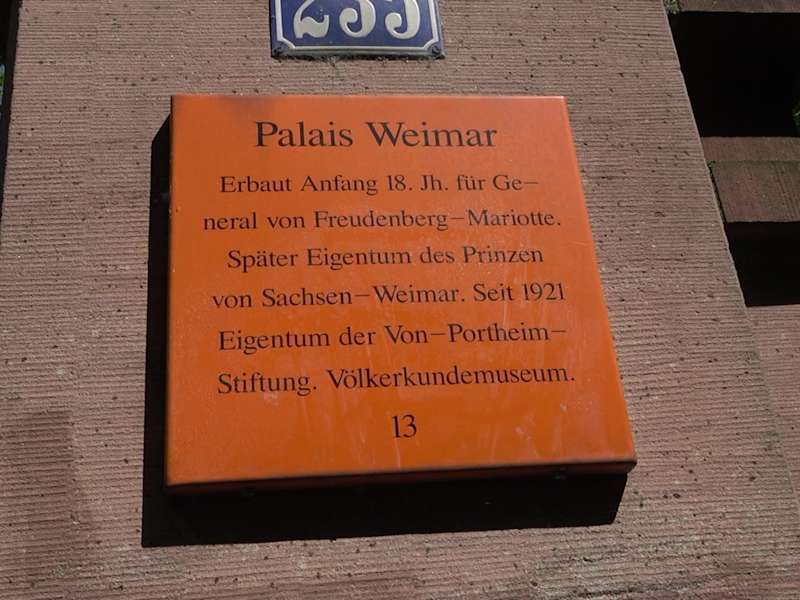 235
Palais Weimar
Erbaut Anfang 18. Jh. für Ge-
neral von Freudenberg-Mariotte.
Später Eigentum des Prinzen
von Sachsen-Weimar. Seit 1921
Eigentum der Von-Portheim-
Stiftung. Völkerkundemuseum.
13